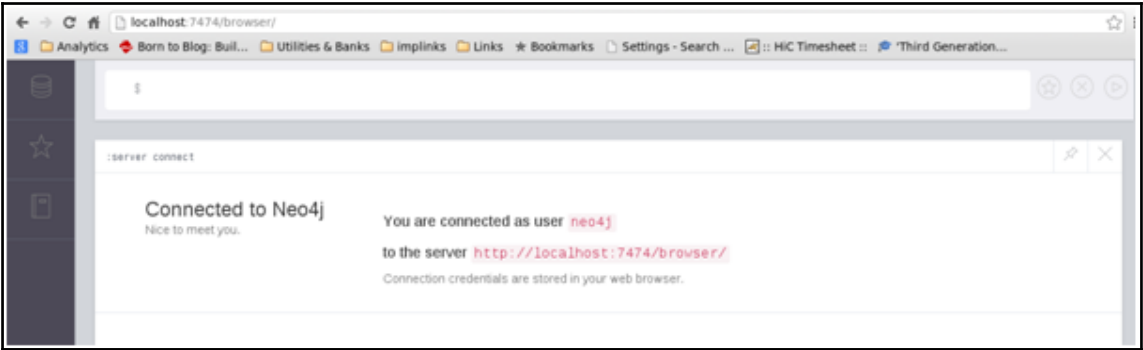 localhost:7474/browser/
Analytics Born to Blog: Buil... Utilities & Banks implinks Links Bookmarks Settings - Search ... :: HiC Timesheet :: 'Third Generation...
$
:server connect
Connected to Neo4j
Nice to meet you.
You are connected as user neo4j
to the server http://localhost:7474/browser/
Connection credentials are stored in your web browser.